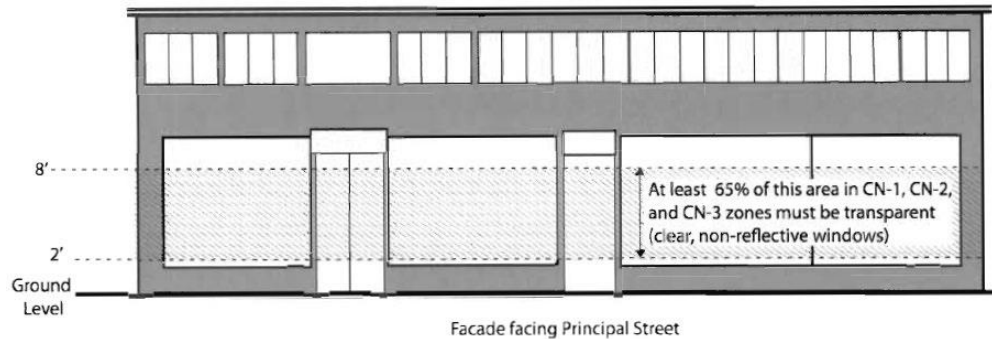 8'
At least 65% of this area in CN-1, CN-2,
and CN-3 zones must be transparent
(clear, non-reflective windows)
2'
Ground
Level
Facade facing Principal Street